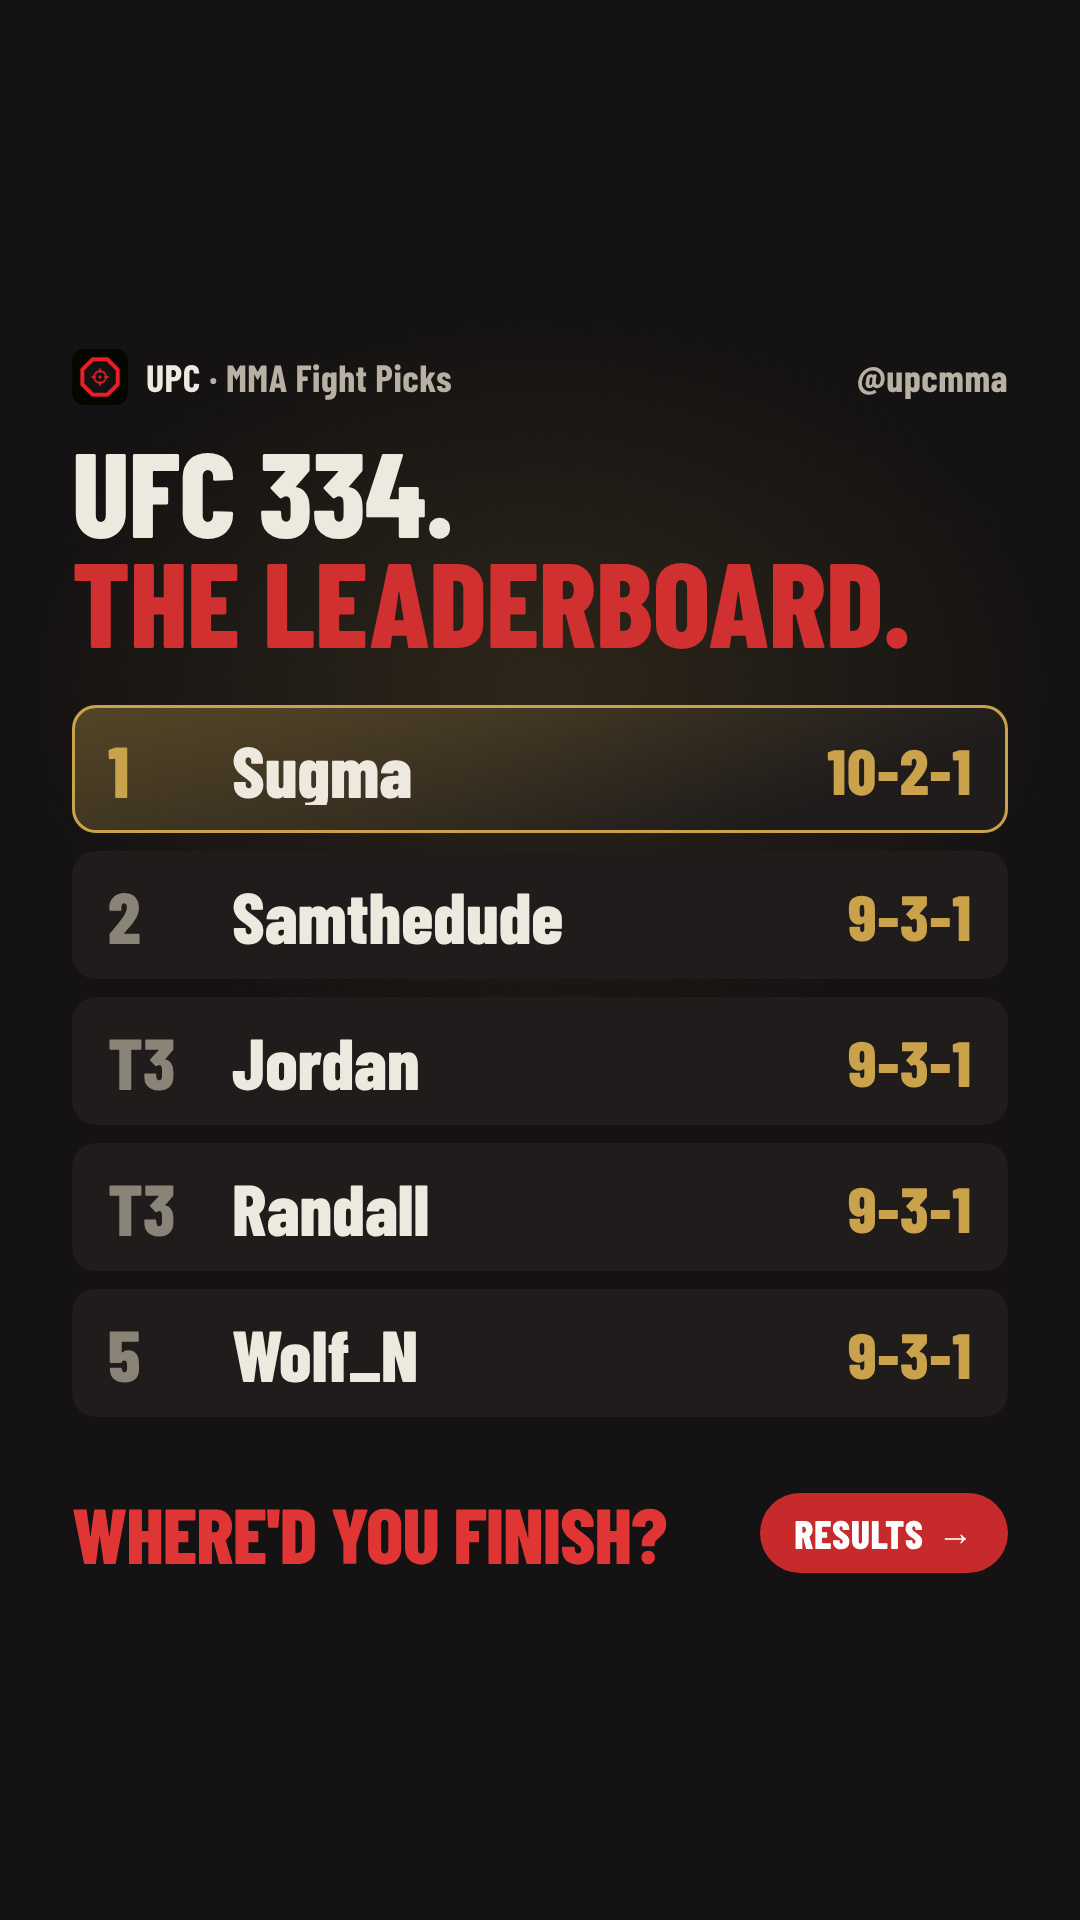 UPC · MMA Fight Picks @upcmma
UFC 334.
THE LEADERBOARD.
1 Sugma 10-2-1
2 Samthedude 9-3-1
T3 Jordan 9-3-1
T3 Randall 9-3-1
5 Wolf_N 9-3-1
WHERE'D YOU FINISH? RESULTS →